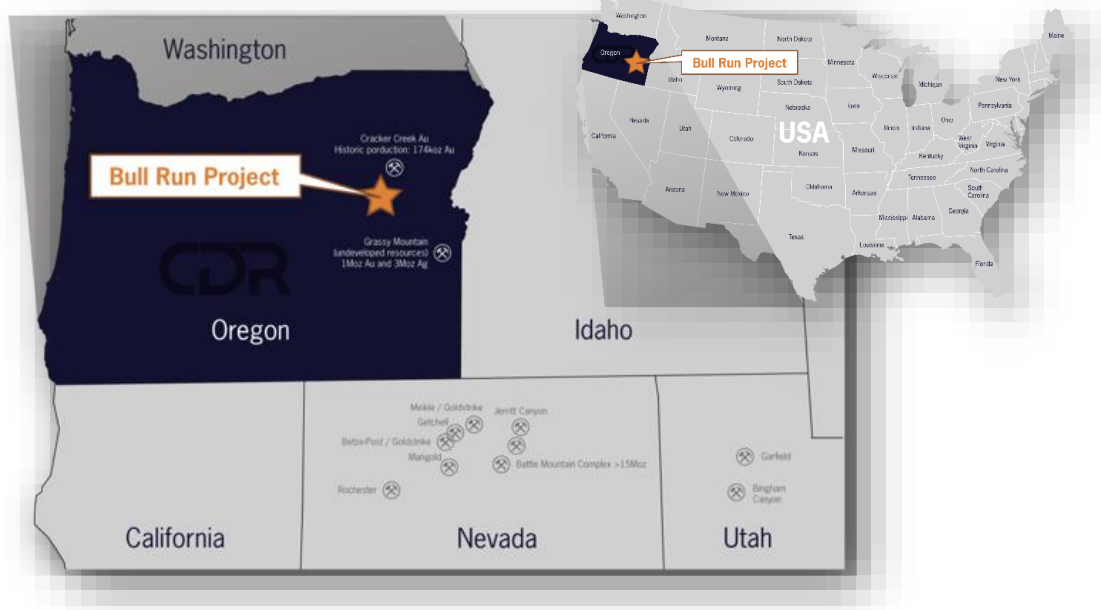 Washington
Cracker Creek Au
Historic porduction: 174koz Au
Bull Run Project
Grassy Mountain
(undeveloped resources)
1Moz Au and 3Moz Ag
CDR
Oregon
Idaho
Meikle / Goldstrike
Jerritt Canyon
Getchell
Betze-Post / Goldstrike
Marigold
Battle Mountain Complex >15Moz
Rochester
Garfield
Bingham
Canyon
California
Nevada
Utah
Washington
Montana
North Dakota
Maine
Oregon
CDR
Bull Run Project
Minnesota
Idaho
Wyoming
South Dakota
Wisconsin
Michigan
New York
Nebraska
Iowa
Pennsylvania
Nevada
Utah
Colorado
USA
Kansas
Illinois
Indiana
Ohio
California
Missouri
West
Virginia
Virginia
Kentucky
Arizona
New Mexico
Oklahoma
Arkansas
Tennessee
North Carolina
South
Carolina
Mississippi
Alabama
Georgia
Texas
Louisiana
Florida